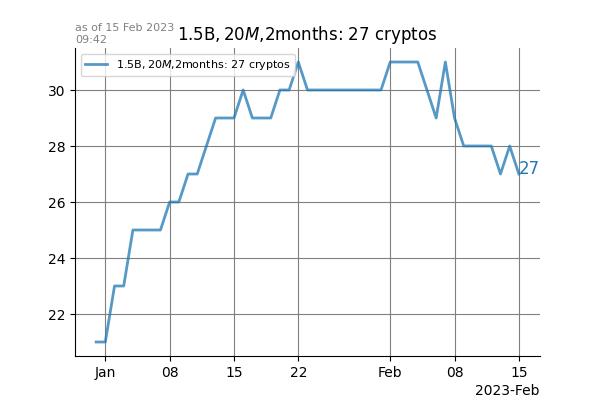 as of 15 Feb 2023
09:42
1.5B, 20M,2months: 27 cryptos
1.5B, 20M,2months: 27 cryptos
30
28
26
24
22
27
Jan 08 15 22 Feb 08 15
2023-Feb